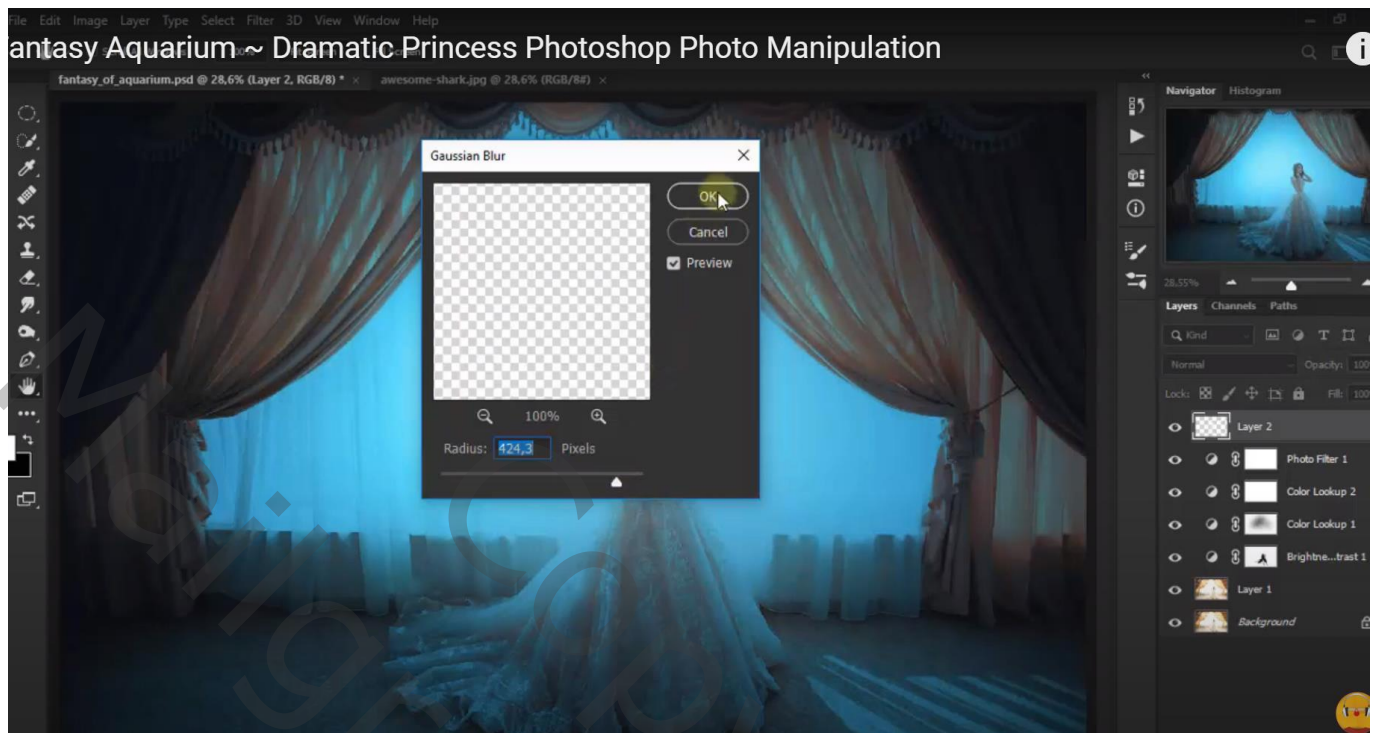 File Edit Image Layer Type Select Filter 3D View Window Help
antasy Aquarium ~ Dramatic Princess Photoshop Photo Manipulation
fantasy_of_aquarium.psd @ 28,6% (Layer 2, RGB/8) * ×
awesome-shark.jpg @ 28,6% (RGB/8#) ×
Navigator Histogram
Gaussian Blur
OK
Cancel
Preview
100%
Radius: 424,3 Pixels
28,55%
Layers Channels Paths
Kind
Normal Opacity: 100
Lock: Fill: 100
Layer 2
Photo Filter 1
Color Lookup 2
Color Lookup 1
Brightne...trast 1
Layer 1
Background